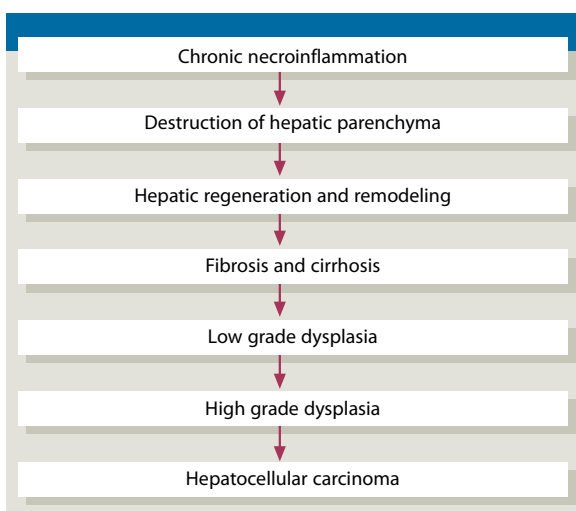 Chronic necroinflammation
Destruction of hepatic parenchyma
Hepatic regeneration and remodeling
Fibrosis and cirrhosis
Low grade dysplasia
High grade dysplasia
Hepatocellular carcinoma